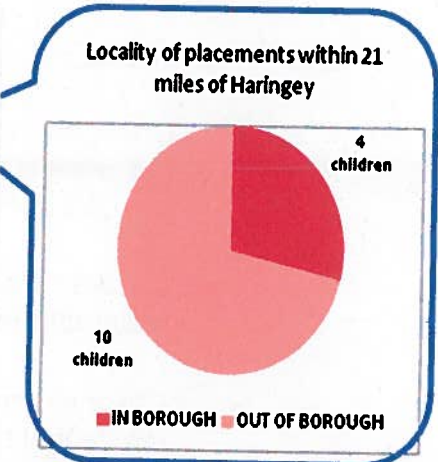 Locality of placements within 21
miles of Haringey
4
children
10
children
IN BOROUGH OUT OF BOROUGH